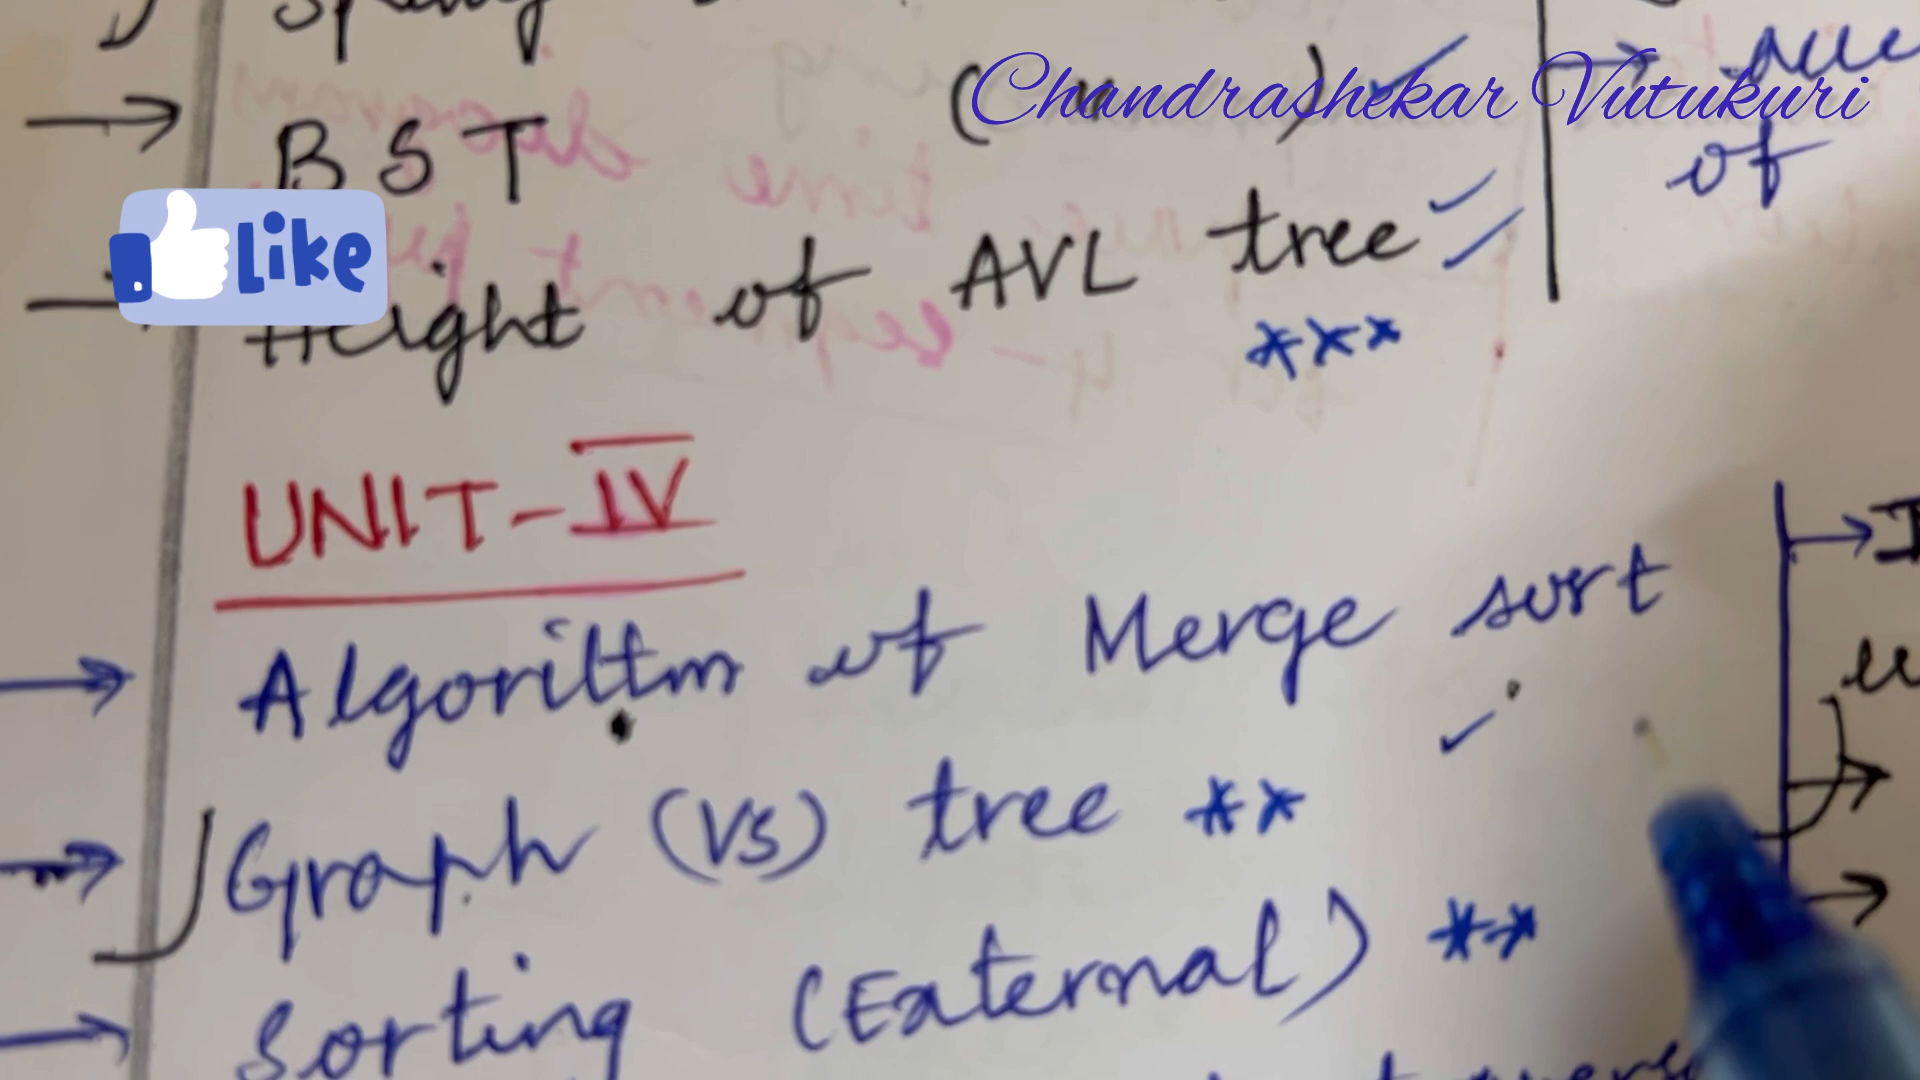 Chandrashekar Vutukuri
→ BST
of
Like
→ Height of AVL tree
***
UNIT-IV
→ Algorithm of Merge sort
→ Graph (VS) tree **
→ Sorting (External) **